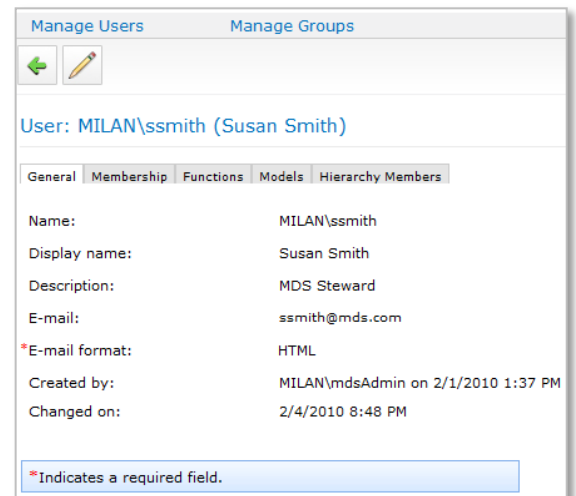 Manage Users Manage Groups
User: MILAN\ssmith (Susan Smith)
General Membership Functions Models Hierarchy Members
Name: MILAN\ssmith
Display name: Susan Smith
Description: MDS Steward
E-mail: ssmith@mds.com
*E-mail format: HTML
Created by: MILAN\mdsAdmin on 2/1/2010 1:37 PM
Changed on: 2/4/2010 8:48 PM
*Indicates a required field.